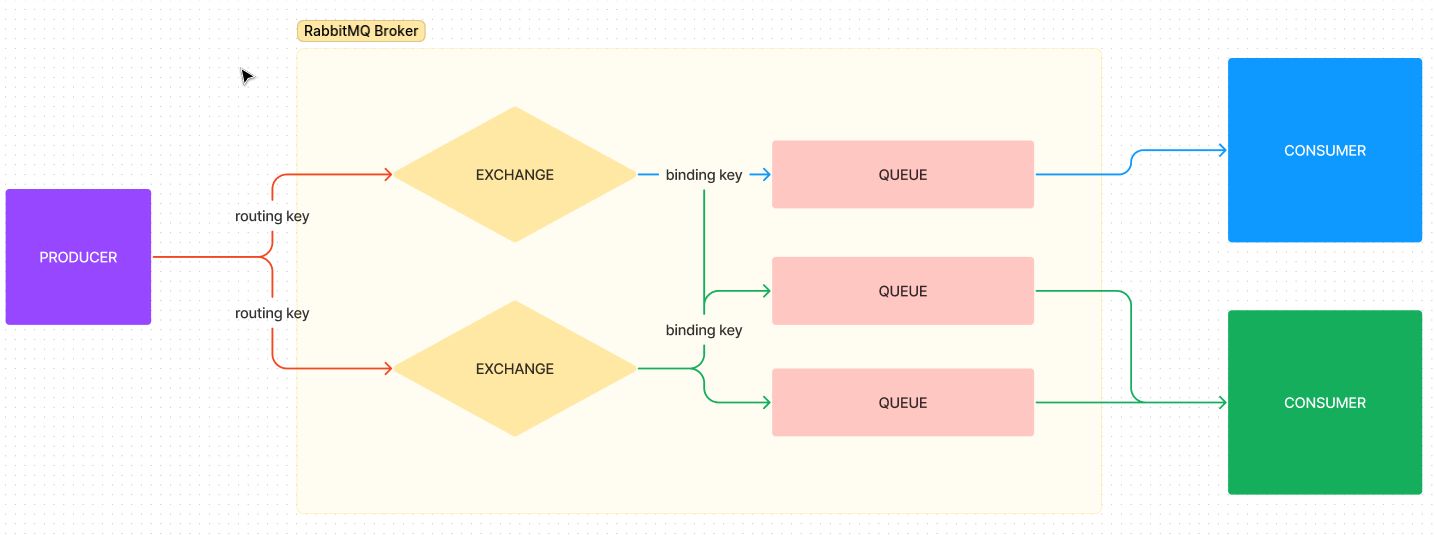 RabbitMQ Broker
CONSUMER
EXCHANGE
binding key
QUEUE
routing key
PRODUCER
QUEUE
routing key
binding key
EXCHANGE
QUEUE
CONSUMER